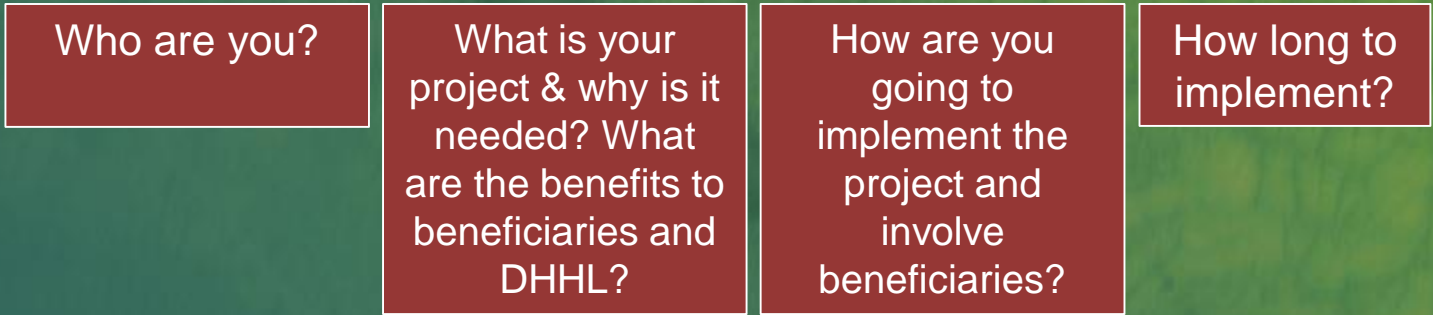 Who are you?
What is your
project & why is it
needed? What
are the benefits to
beneficiaries and
DHHL?
How are you
going to
implement the
project and
involve
beneficiaries?
How long to
implement?